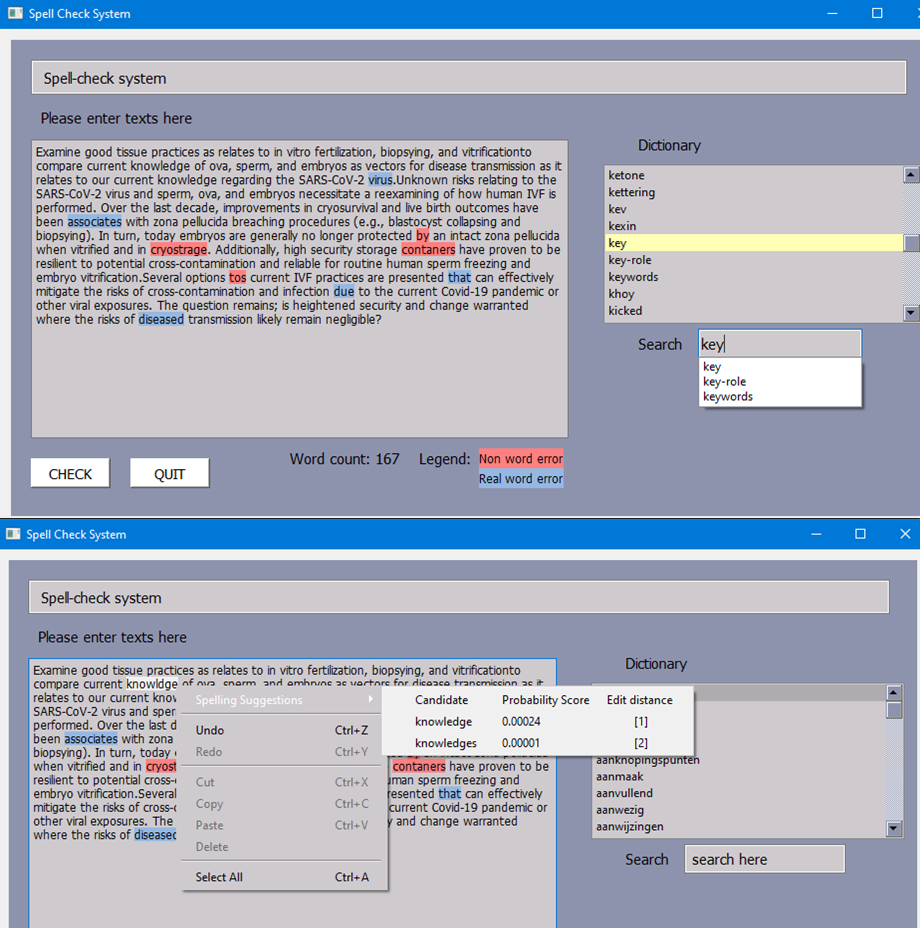 Spell Check System
Spell-check system
Please enter texts here
Dictionary
Examine good tissue practices as relates to in vitro fertilization, biopsying, and vitrificationto
compare current knowledge of ova, sperm, and embryos as vectors for disease transmission as it
relates to our current knowledge regarding the SARS-CoV-2 virus.Unknown risks relating to the
SARS-CoV-2 virus and sperm, ova, and embryos necessitate a reexamining of how human IVF is
performed. Over the last decade, improvements in cryosurvival and live birth outcomes have
been associates with zona pellucida breaching procedures (e.g., blastocyst collapsing and
biopsying). In turn, today embryos are generally no longer protected by an intact zona pellucida
when vitrified and in cryostrage. Additionally, high security storage contaners have proven to be
resilient to potential cross-contamination and reliable for routine human sperm freezing and
embryo vitrification.Several options tos current IVF practices are presented that can effectively
mitigate the risks of cross-contamination and infection due to the current Covid-19 pandemic or
other viral exposures. The question remains; is heightened security and change warranted
where the risks of diseased transmission likely remain negligible?
ketone
kettering
kev
kexin
key
key-role
keywords
khoy
kicked
Search key
key
key-role
keywords
CHECK QUIT Word count: 167 Legend: Non word error
Real word error
Spell Check System
Spell-check system
Please enter texts here
Dictionary
Examine good tissue practices as relates to in vitro fertilization, biopsying, and vitrificationto
compare current knowldge of ova, sperm, and embryos as vectors for disease transmission as it
relates to our current
SARS-CoV-2 virus and
performed. Over the last
been associates with zona
biopsying). In turn, today
when vitrified and in contaners have proven to be
resilient to potential sperm freezing and
embryo that can effectively
mitigate the risks of current Covid-19 pandemic or
other viral exposures. The and change warranted
where the risks of diseased
Spelling Suggestions
Undo Ctrl+Z
Redo Ctrl+Y
Cut Ctrl+X
Copy Ctrl+C
Paste Ctrl+V
Delete
Select All Ctrl+A
Candidate Probability Score Edit distance
knowledge 0.00024 [1]
knowledges 0.00001 [2]
aanknopingspunten
aanmaak
aanvullend
aanwezig
aanwijzingen
Search search here